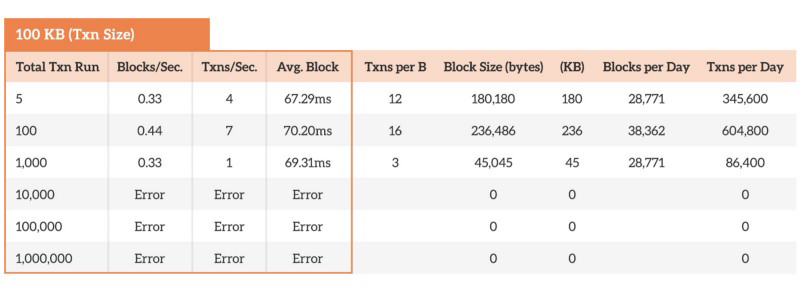 100 KB (Txn Size)
Total Txn Run Blocks/Sec. Txns/Sec. Avg. Block Txns per B Block Size (bytes) (KB) Blocks per Day Txns per Day
5 0.33 4 67.29ms 12 180,180 180 28,771 345,600
100 0.44 7 70.20ms 16 236,486 236 38,362 604,800
1,000 0.33 1 69.31ms 3 45,045 45 28,771 86,400
10,000 Error Error Error 0 0 0
100,000 Error Error Error 0 0 0
1,000,000 Error Error Error 0 0 0